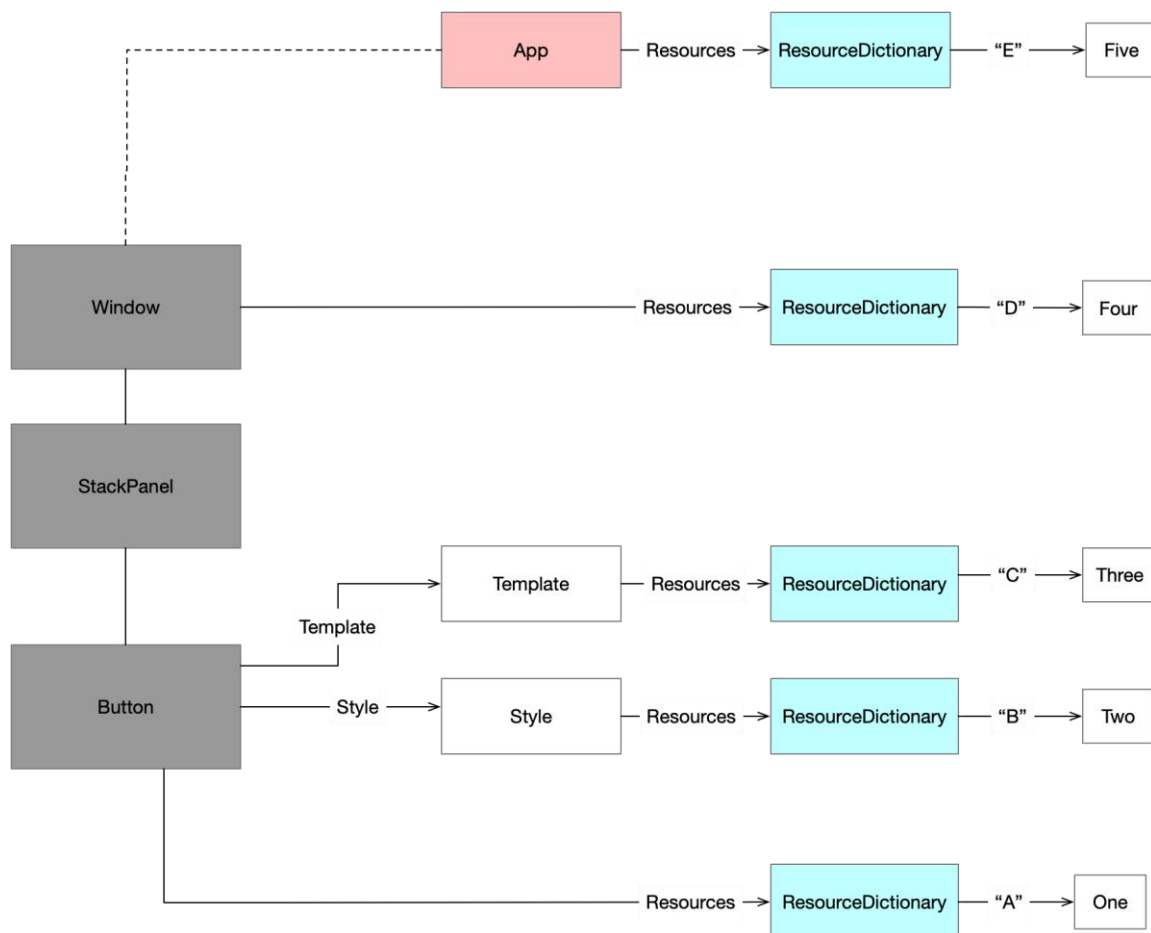 App
Resources
ResourceDictionary
“E”
Five
Window
Resources
ResourceDictionary
“D”
Four
StackPanel
Template
Template
Resources
ResourceDictionary
“C”
Three
Button
Style
Style
Resources
ResourceDictionary
“B”
Two
Resources
ResourceDictionary
“A”
One